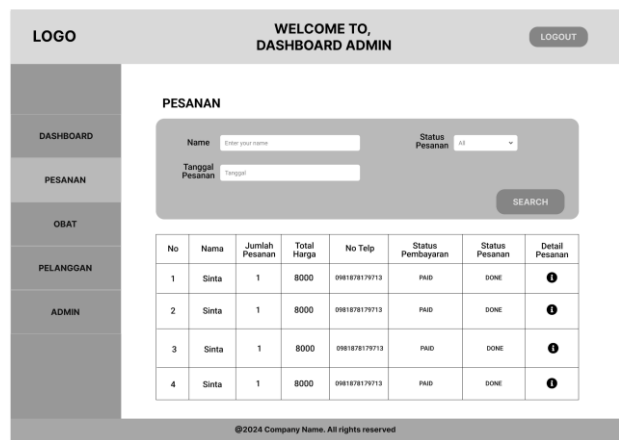 LOGO
WELCOME TO,
DASHBOARD ADMIN
LOGOUT
DASHBOARD
PESANAN
OBAT
PELANGGAN
ADMIN
PESANAN
Name Enter your name
Status
Pesanan All
Tanggal
Pesanan Tanggal
SEARCH
No Nama Jumlah Pesanan Total Harga No Telp Status Pembayaran Status Pesanan Detail Pesanan
1 Sinta 1 8000 0981878179713 PAID DONE
2 Sinta 1 8000 0981878179713 PAID DONE
3 Sinta 1 8000 0981878179713 PAID DONE
4 Sinta 1 8000 0981878179713 PAID DONE
@2024 Company Name. All rights reserved